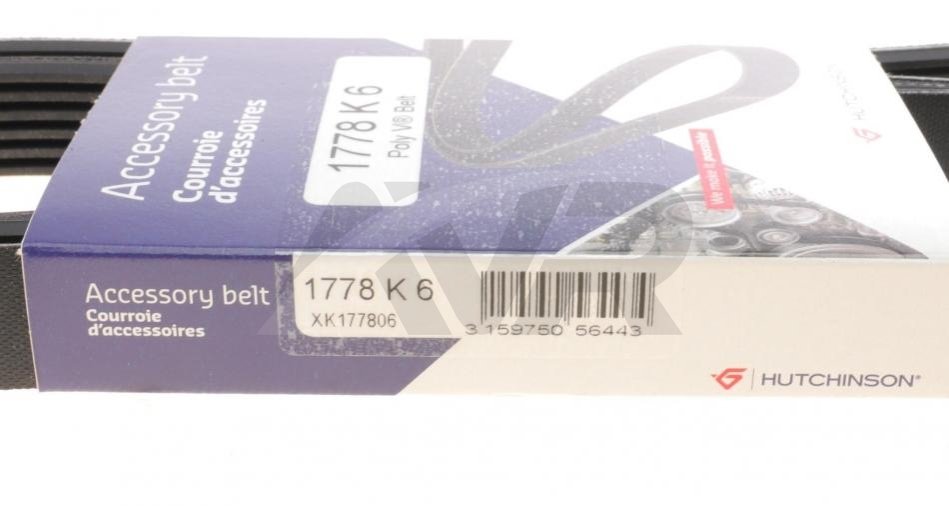 Accessory belt
Courroie
d'accessoires
1778 K 6
Poly V® Belt
We make it possible
HUTCHINSON
Accessory belt
Courroie
d'accessoires
1778 K 6
XK177806
3 159750 56443
HUTCHINSON®